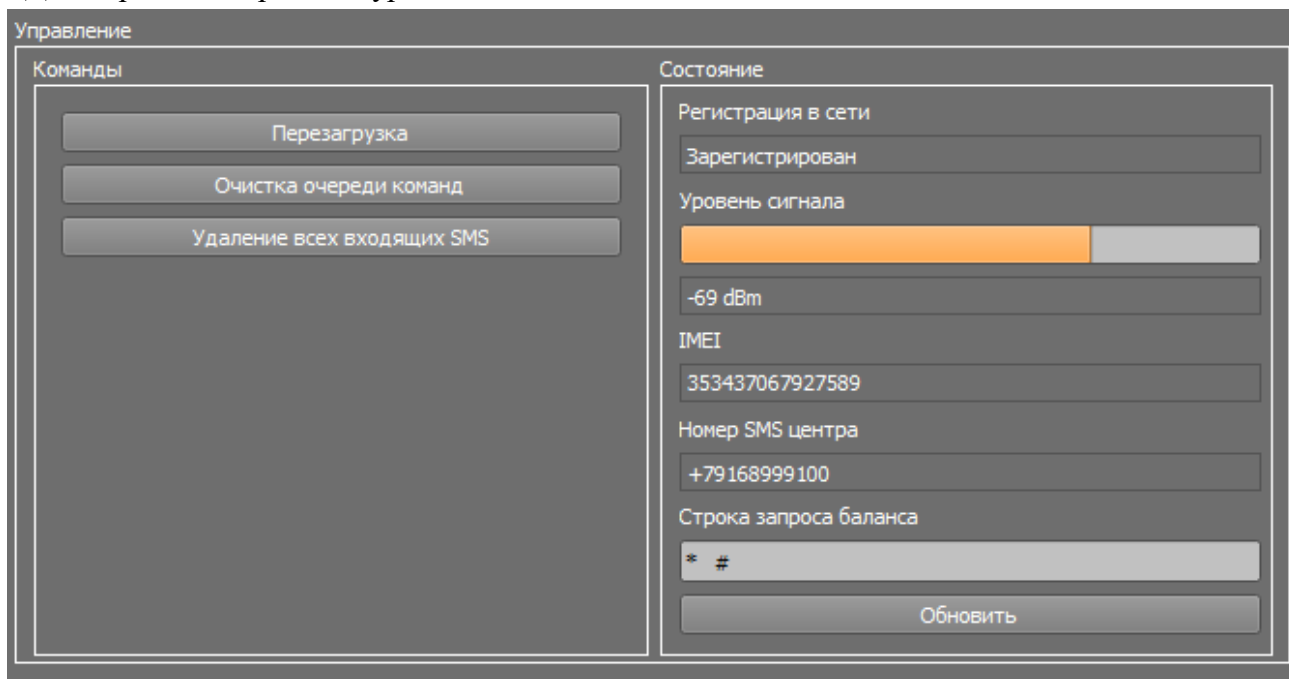 Управление
Команды
Перезагрузка
Очистка очереди команд
Удаление всех входящих SMS
Состояние
Регистрация в сети
Зарегистрирован
Уровень сигнала
-69 dBm
IMEI
353437067927589
Номер SMS центра
+79168999100
Строка запроса баланса
* #
Обновить